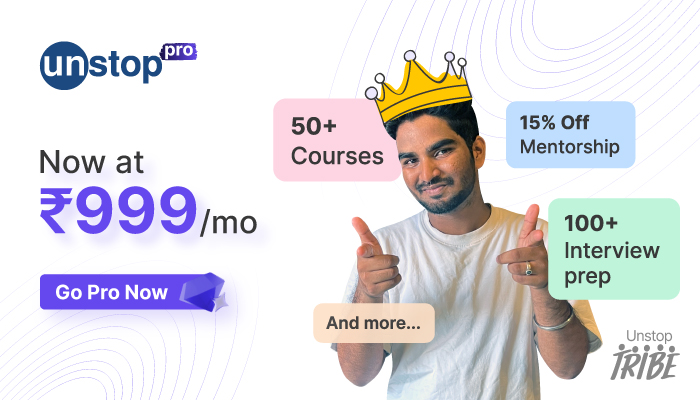 unstop pro
Now at
₹999/mo
Go Pro Now
50+
Courses
15% Off
Mentorship
100+
Interview
prep
And more...
Unstop
TRIBE